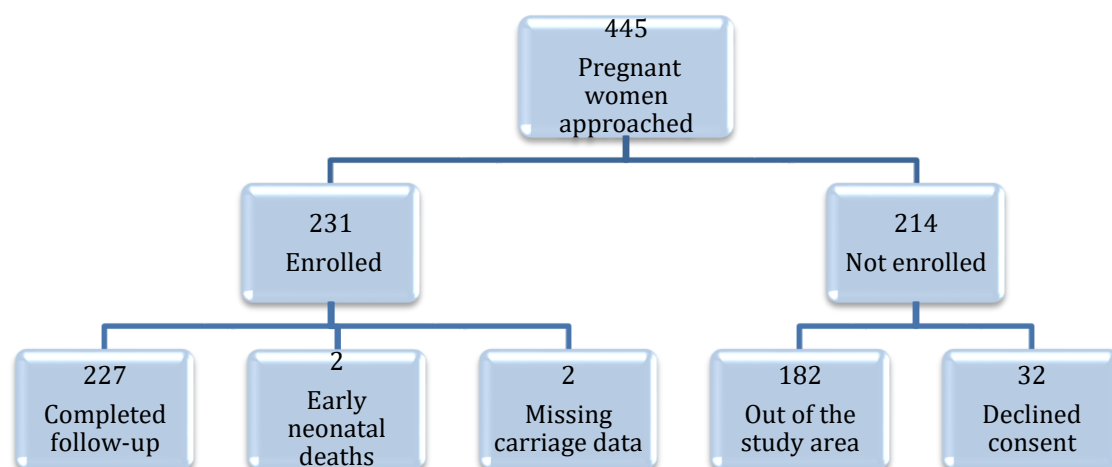 445
Pregnant
women
approached
231
Enrolled
214
Not enrolled
227
Completed
follow-up
2
Early
neonatal
deaths
2
Missing
carriage data
182
Out of the
study area
32
Declined
consent